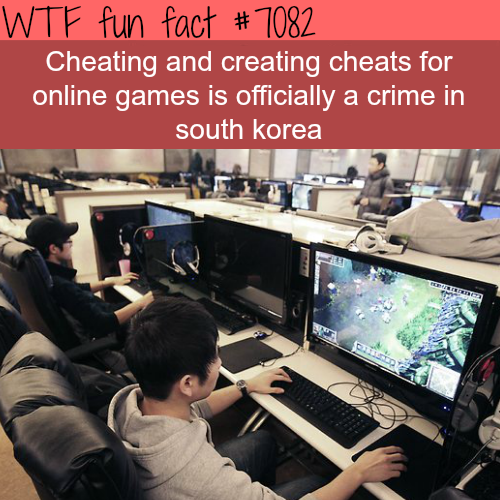 WTF fun fact #7082
Cheating and creating cheats for
online games is officially a crime in
south korea